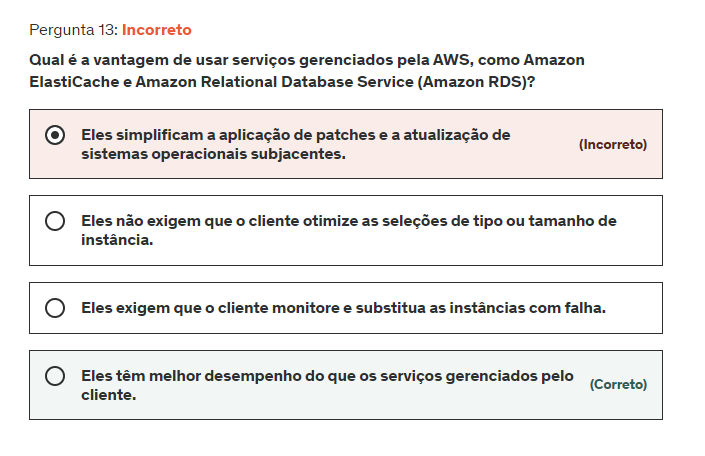 Pergunta 13: Incorreto
Qual é a vantagem de usar serviços gerenciados pela AWS, como Amazon
ElastiCache e Amazon Relational Database Service (Amazon RDS)?
Eles simplificam a aplicação de patches e a atualização de
sistemas operacionais subjacentes.
(Incorreto)
Eles não exigem que o cliente otimize as seleções de tipo ou tamanho de
instância.
Eles exigem que o cliente monitore e substitua as instâncias com falha.
Eles têm melhor desempenho do que os serviços gerenciados pelo
cliente.
(Correto)